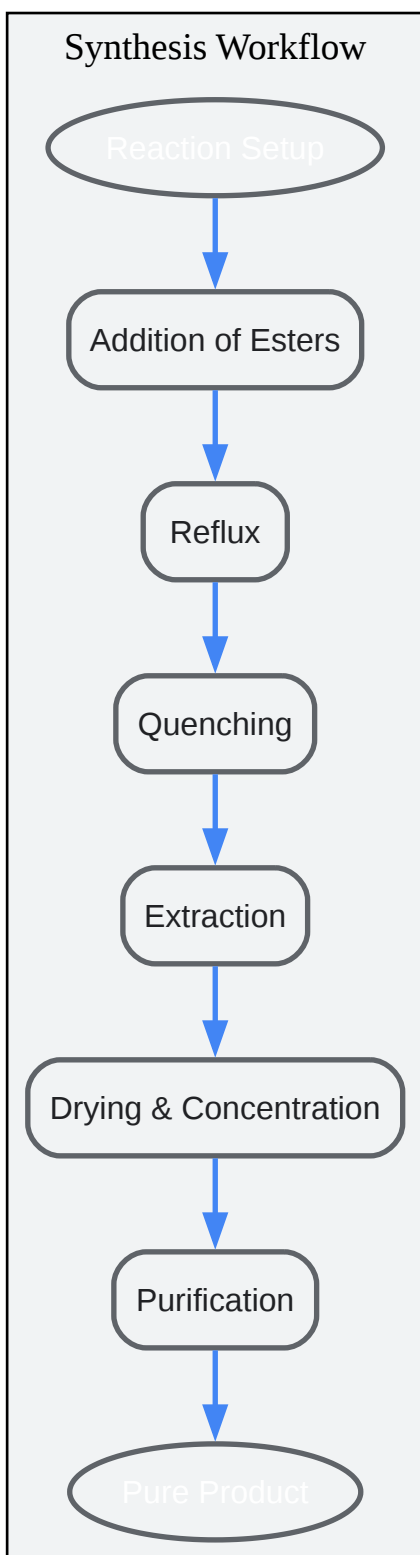 Synthesis Workflow
Reaction Setup
Addition of Esters
Reflux
Quenching
Extraction
Drying & Concentration
Purification
Pure Product